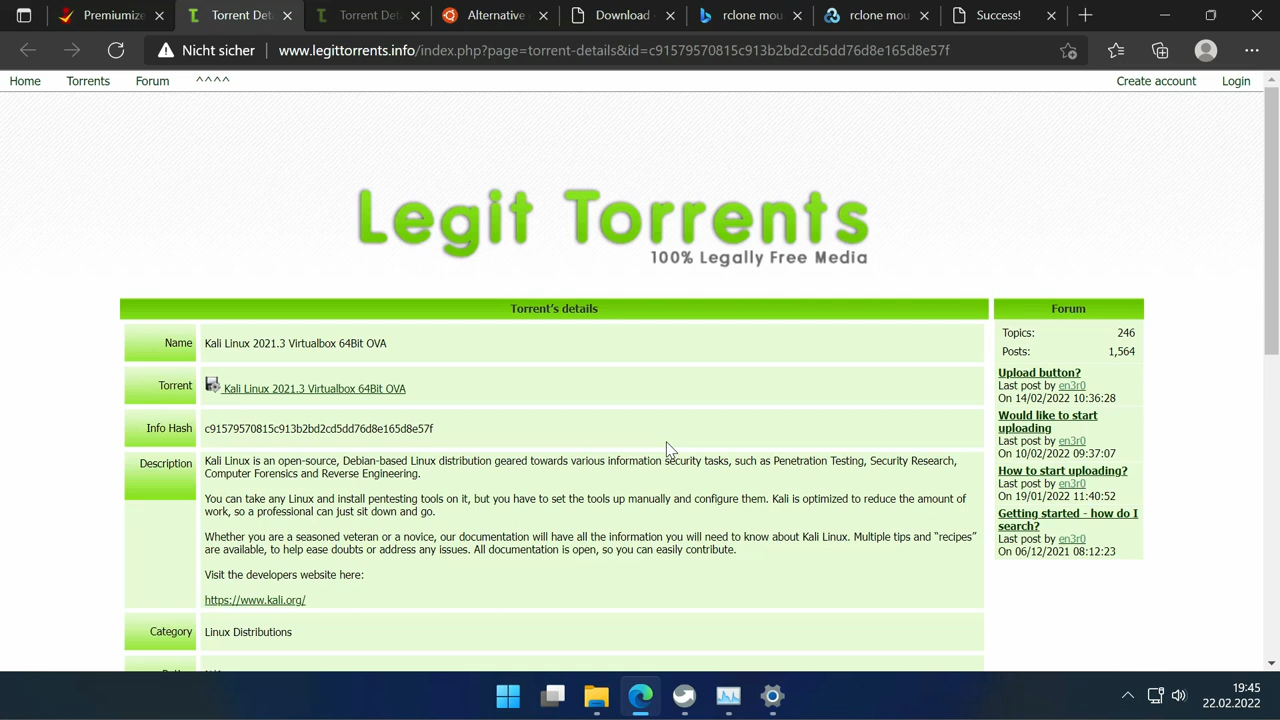 Premiumize
Torrent Det
Torrent Det
Alternative
Download
rclone mou
rclone mou
Success!
Nicht sicher
www.legittorrents.info/index.php?page=torrent-details&id=c91579570815c913b2bd2cd5dd76d8e165d8e57f
Home Torrents Forum ^^^^ Create account Login
Legit Torrents
100% Legally Free Media
Torrent's details
Name Kali Linux 2021.3 Virtualbox 64Bit OVA
Torrent Kali Linux 2021.3 Virtualbox 64Bit OVA
Info Hash c91579570815c913b2bd2cd5dd76d8e165d8e57f
Description Kali Linux is an open-source, Debian-based Linux distribution geared towards various information security tasks, such as Penetration Testing, Security Research,
Computer Forensics and Reverse Engineering.
You can take any Linux and install pentesting tools on it, but you have to set the tools up manually and configure them. Kali is optimized to reduce the amount of
work, so a professional can just sit down and go.
Whether you are a seasoned veteran or a novice, our documentation will have all the information you will need to know about Kali Linux. Multiple tips and “recipes”
are available, to help ease doubts or address any issues. All documentation is open, so you can easily contribute.
Visit the developers website here:
https://www.kali.org/
Category Linux Distributions
Forum
Topics: 246
Posts: 1,564
Upload button?
Last post by en3r0
On 14/02/2022 10:36:28
Would like to start
uploading
Last post by en3r0
On 10/02/2022 09:37:07
How to start uploading?
Last post by en3r0
On 19/01/2022 11:40:52
Getting started - how do I
search?
Last post by en3r0
On 06/12/2021 08:12:23
19:45
22.02.2022